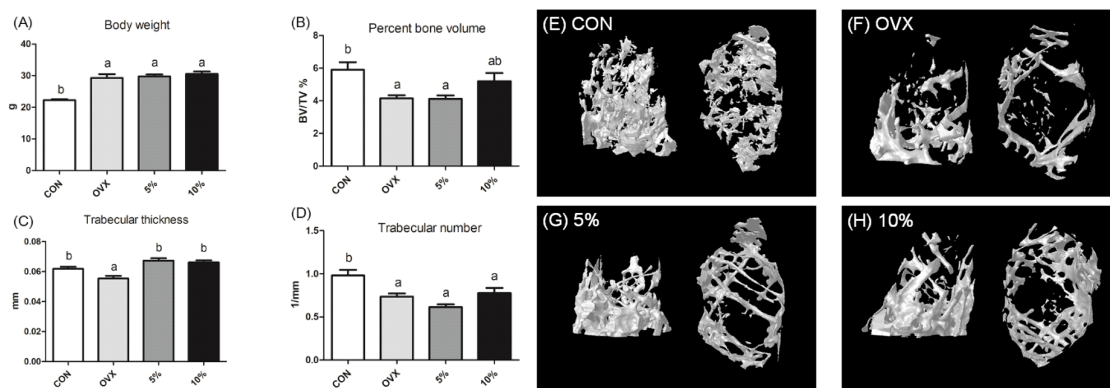 (A)
Body weight
g
40
30
20
10
0
b
a
a
a
CON
OVX
5%
10%
(B)
Percent bone volume
BV/TV %
8
6
4
2
0
b
a
a
ab
CON
OVX
5%
10%
(C)
Trabecular thickness
mm
0.08
0.06
0.04
0.02
0.00
b
a
b
b
CON
OVX
5%
10%
(D)
Trabecular number
1/mm
1.5
1.0
0.5
0.0
b
a
a
a
CON
OVX
5%
10%
(E) CON
(F) OVX
(G) 5%
(H) 10%